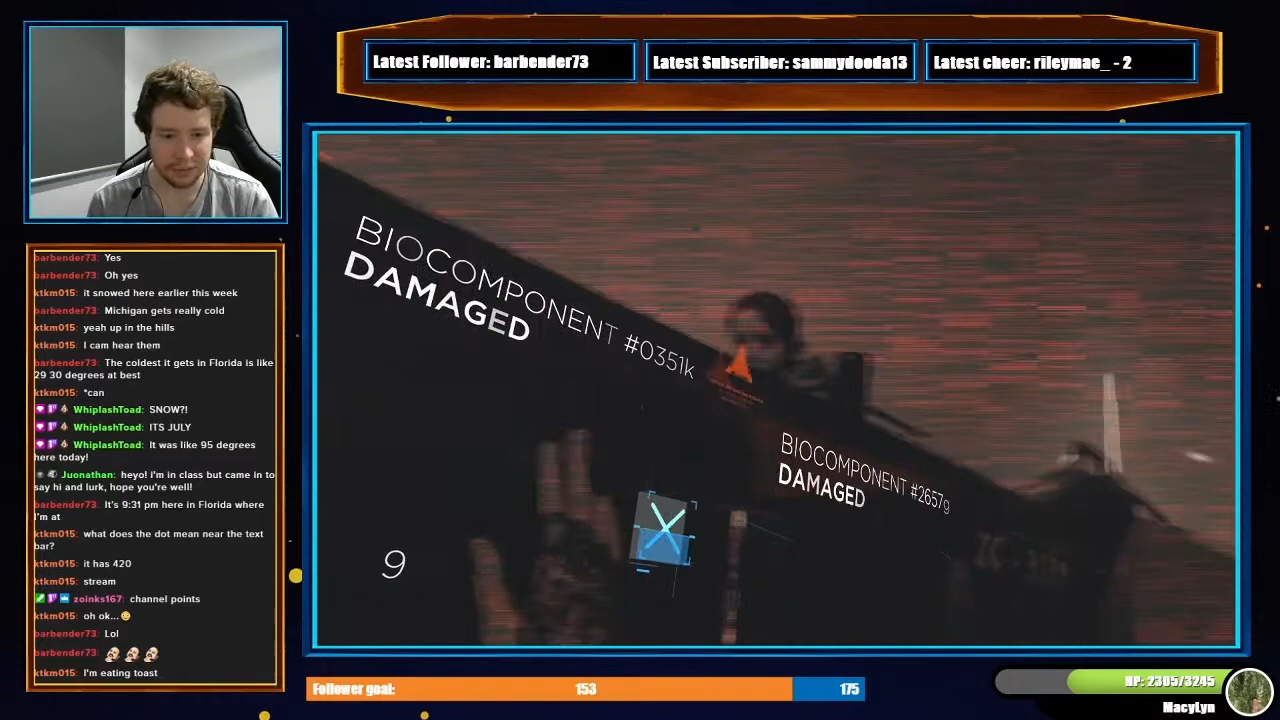 Latest Follower: barbender73
Latest Subscriber: sammydooda13
Latest cheer: rileymae_ - 2
barbender73: Yes
barbender73: Oh yes
ktkm015: it snowed here earlier this week
barbender73: Michigan gets really cold
ktkm015: yeah up in the hills
ktkm015: I cam hear them
barbender73: The coldest it gets in Florida is like
29 30 degrees at best
ktkm015: *can
WhiplashToad: SNOW?!
WhiplashToad: ITS JULY
WhiplashToad: It was like 95 degrees
here today!
Juonathan: heyo! i'm in class but came in to
say hi and lurk, hope you're well!
barbender73: It's 9:31 pm here in Florida where
I'm at
ktkm015: what does the dot mean near the text
bar?
ktkm015: it has 420
ktkm015: stream
zoinks167: channel points
ktkm015: oh ok...
barbender73: Lol
barbender73:
ktkm015: I'm eating toast
BIOCOMPONENT #0351k
DAMAGED
BIOCOMPONENT #2657g
DAMAGED
9
X
Follower goal: 153 175
HP: 2305/3245
MacyLyn